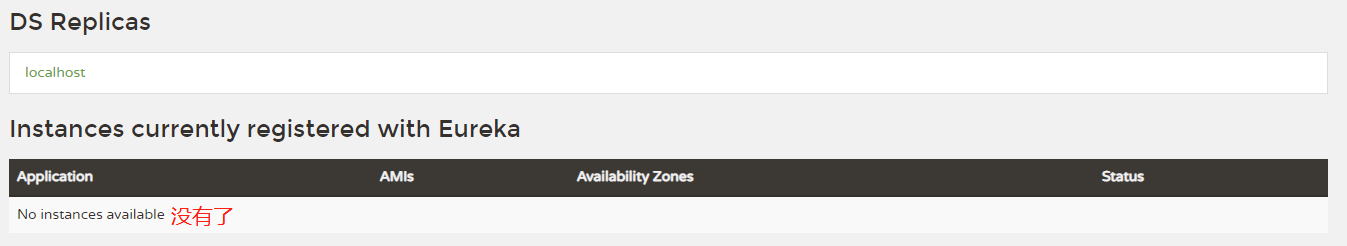 DS Replicas
localhost
Instances currently registered with Eureka
Application AMIs Availability Zones Status
No instances available 没有了